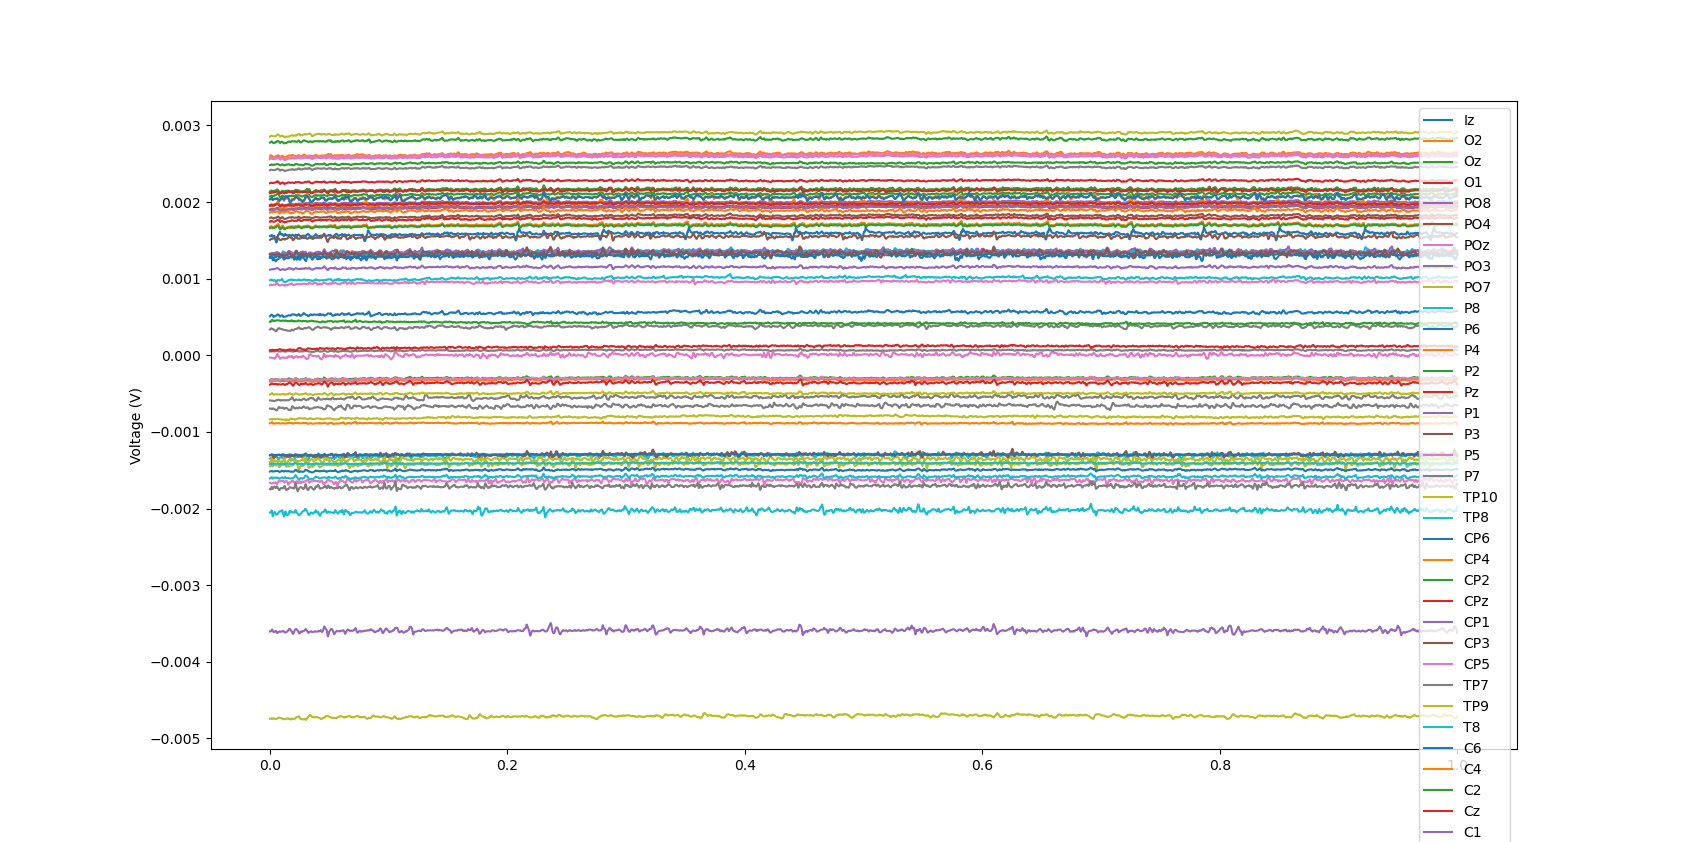 0.003
0.002
0.001
0.000
−0.001
−0.002
−0.003
−0.004
−0.005
Voltage (V)
0.0
0.2
0.4
0.6
0.8
1.0
Iz
O2
Oz
O1
PO8
PO4
POz
PO3
PO7
P8
P6
P4
P2
Pz
P1
P3
P5
P7
TP10
TP8
CP6
CP4
CP2
CPz
CP1
CP3
CP5
TP7
TP9
T8
C6
C4
C2
Cz
C1